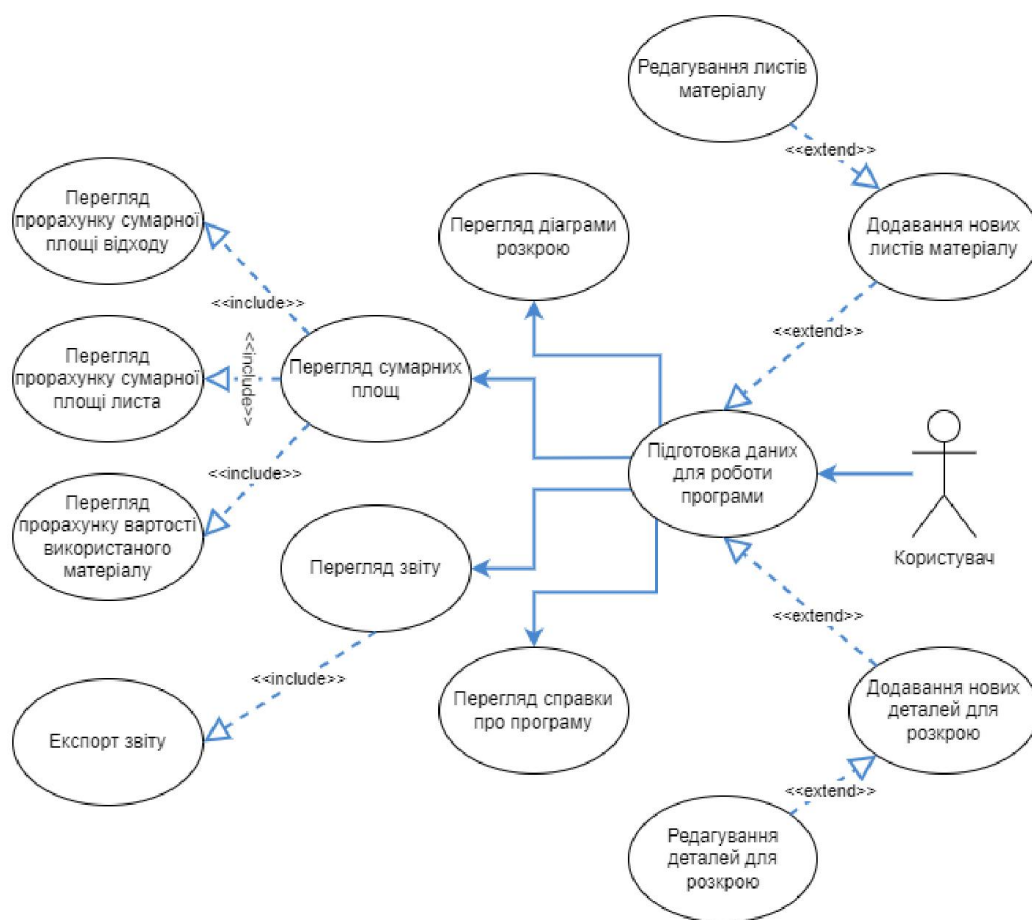 Редагування листів
матеріалу
<<extend>>
Перегляд
прорахунку сумарної
площі відходу
Перегляд діаграми
розкрою
Додавання нових
листів матеріалу
<<include>>
<<extend>>
<<include>>
Перегляд
прорахунку сумарної
площі листа
Перегляд сумарних
площ
Підготовка даних
для роботи
програми
<<include>>
Перегляд
прорахунку вартості
використаного
матеріалу
Перегляд звіту
Користувач
<<extend>>
<<include>>
Експорт звіту
Перегляд справки
про програму
Додавання нових
деталей для
розкрою
<<extend>>
Редагування
деталей для
розкрою